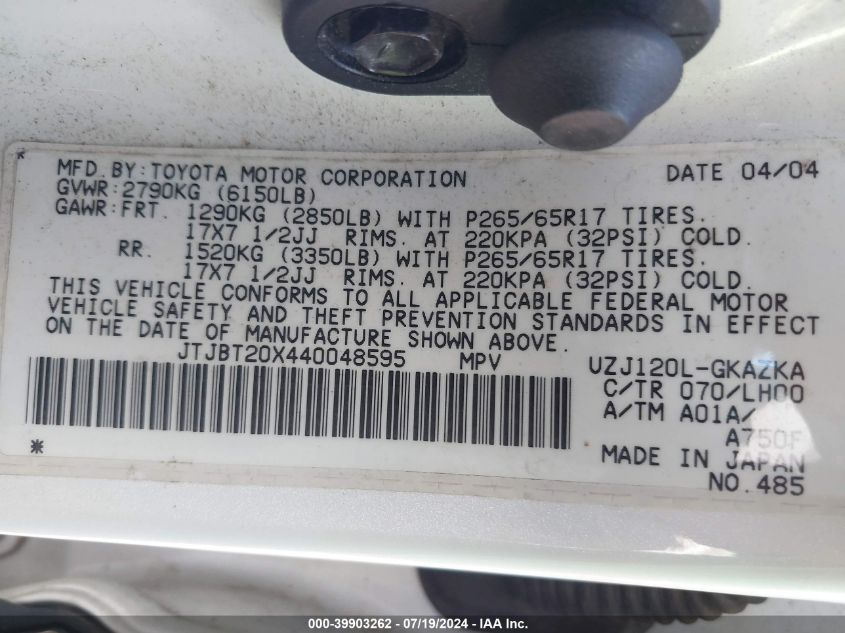 MFD.BY:TOYOTA MOTOR CORPORATION DATE 04/04
GVWR:2790KG (6150LB)
GAWR:FRT. 1290KG (2850LB) WITH P265/65R17 TIRES.
17X7 1/2JJ RIMS. AT 220KPA (32PSI) COLD.
RR. 1520KG (3350LB) WITH P265/65R17 TIRES.
17X7 1/2JJ RIMS. AT 220KPA (32PSI) COLD.
THIS VEHICLE CONFORMS TO ALL APPLICABLE FEDERAL MOTOR
VEHICLE SAFETY AND THEFT PREVENTION STANDARDS IN EFFECT
ON THE DATE OF MANUFACTURE SHOWN ABOVE.
JTJBT20X440048595 MPV UZJ120L-GKAZKA
C/TR 070/LH00
A/TM A01A/
A750F
MADE IN JAPAN
* NO.485
000-39903262 / 07/19/2024 - IAA Inc.